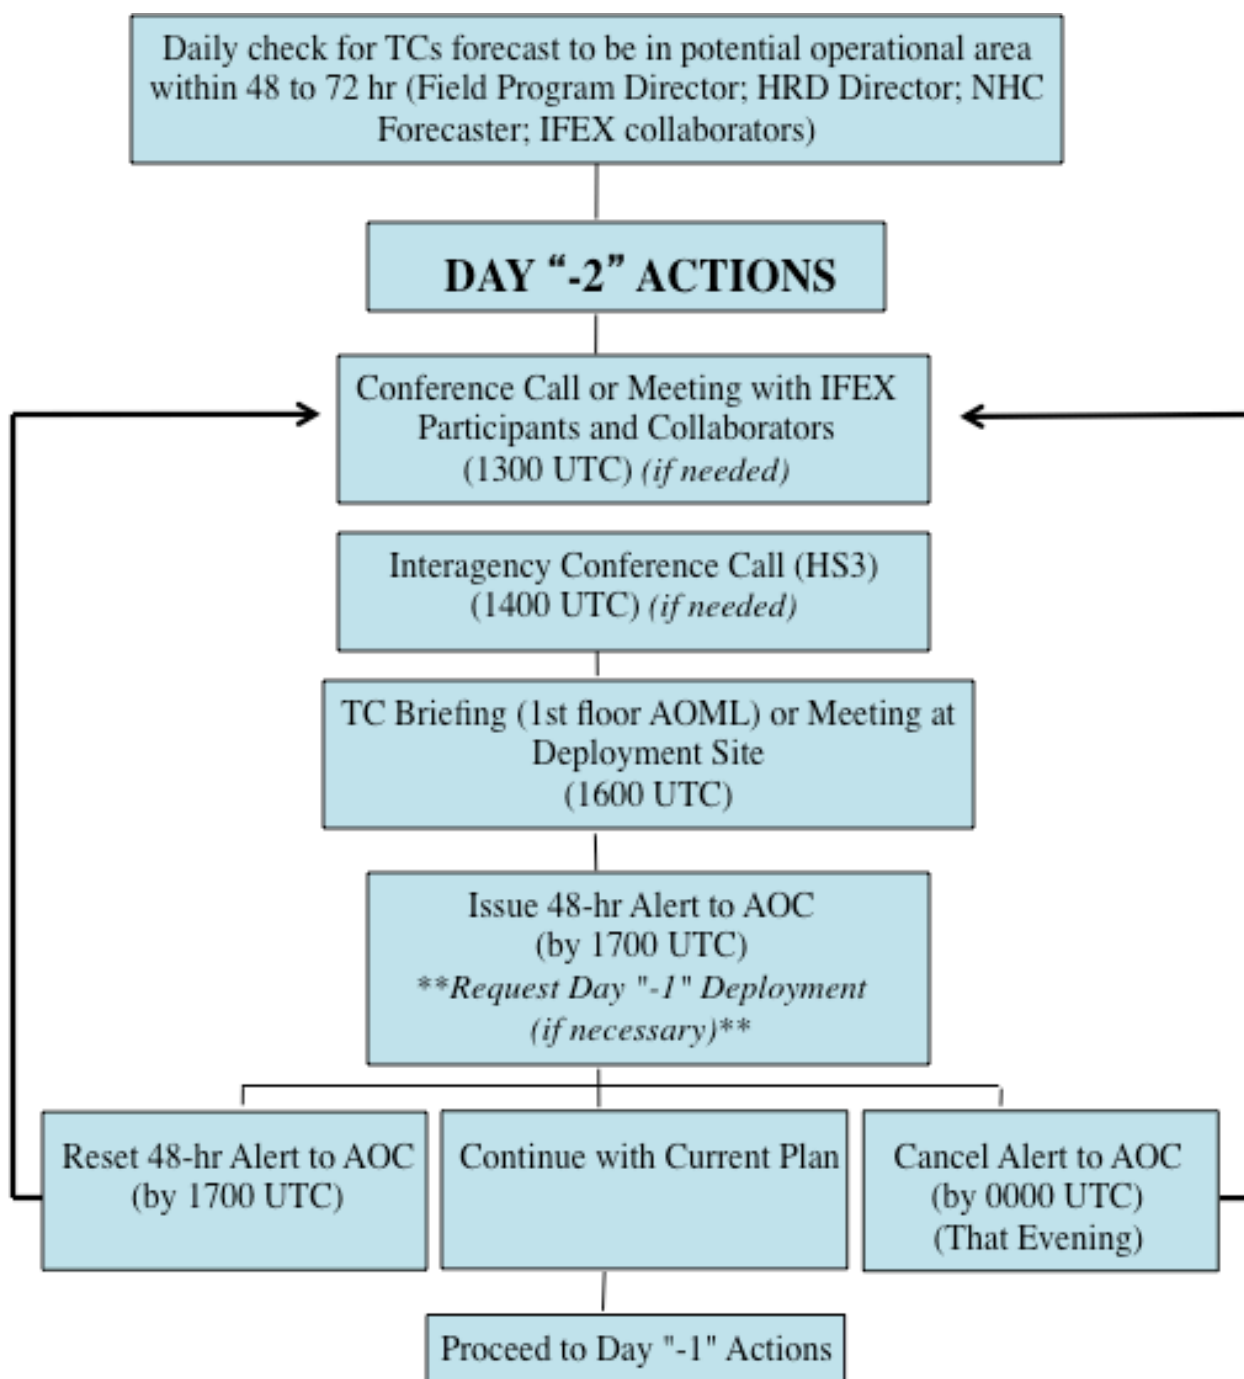 Daily check for TCs forecast to be in potential operational area
within 48 to 72 hr (Field Program Director; HRD Director; NHC
Forecaster; IFEX collaborators)
DAY “-2” ACTIONS
Conference Call or Meeting with IFEX
Participants and Collaborators
(1300 UTC) (if needed)
Interagency Conference Call (HS3)
(1400 UTC) (if needed)
TC Briefing (1st floor AOML) or Meeting at
Deployment Site
(1600 UTC)
Issue 48-hr Alert to AOC
(by 1700 UTC)
**Request Day "-1" Deployment
(if necessary)**
Reset 48-hr Alert to AOC
(by 1700 UTC)
Continue with Current Plan
Cancel Alert to AOC
(by 0000 UTC)
(That Evening)
Proceed to Day "-1" Actions